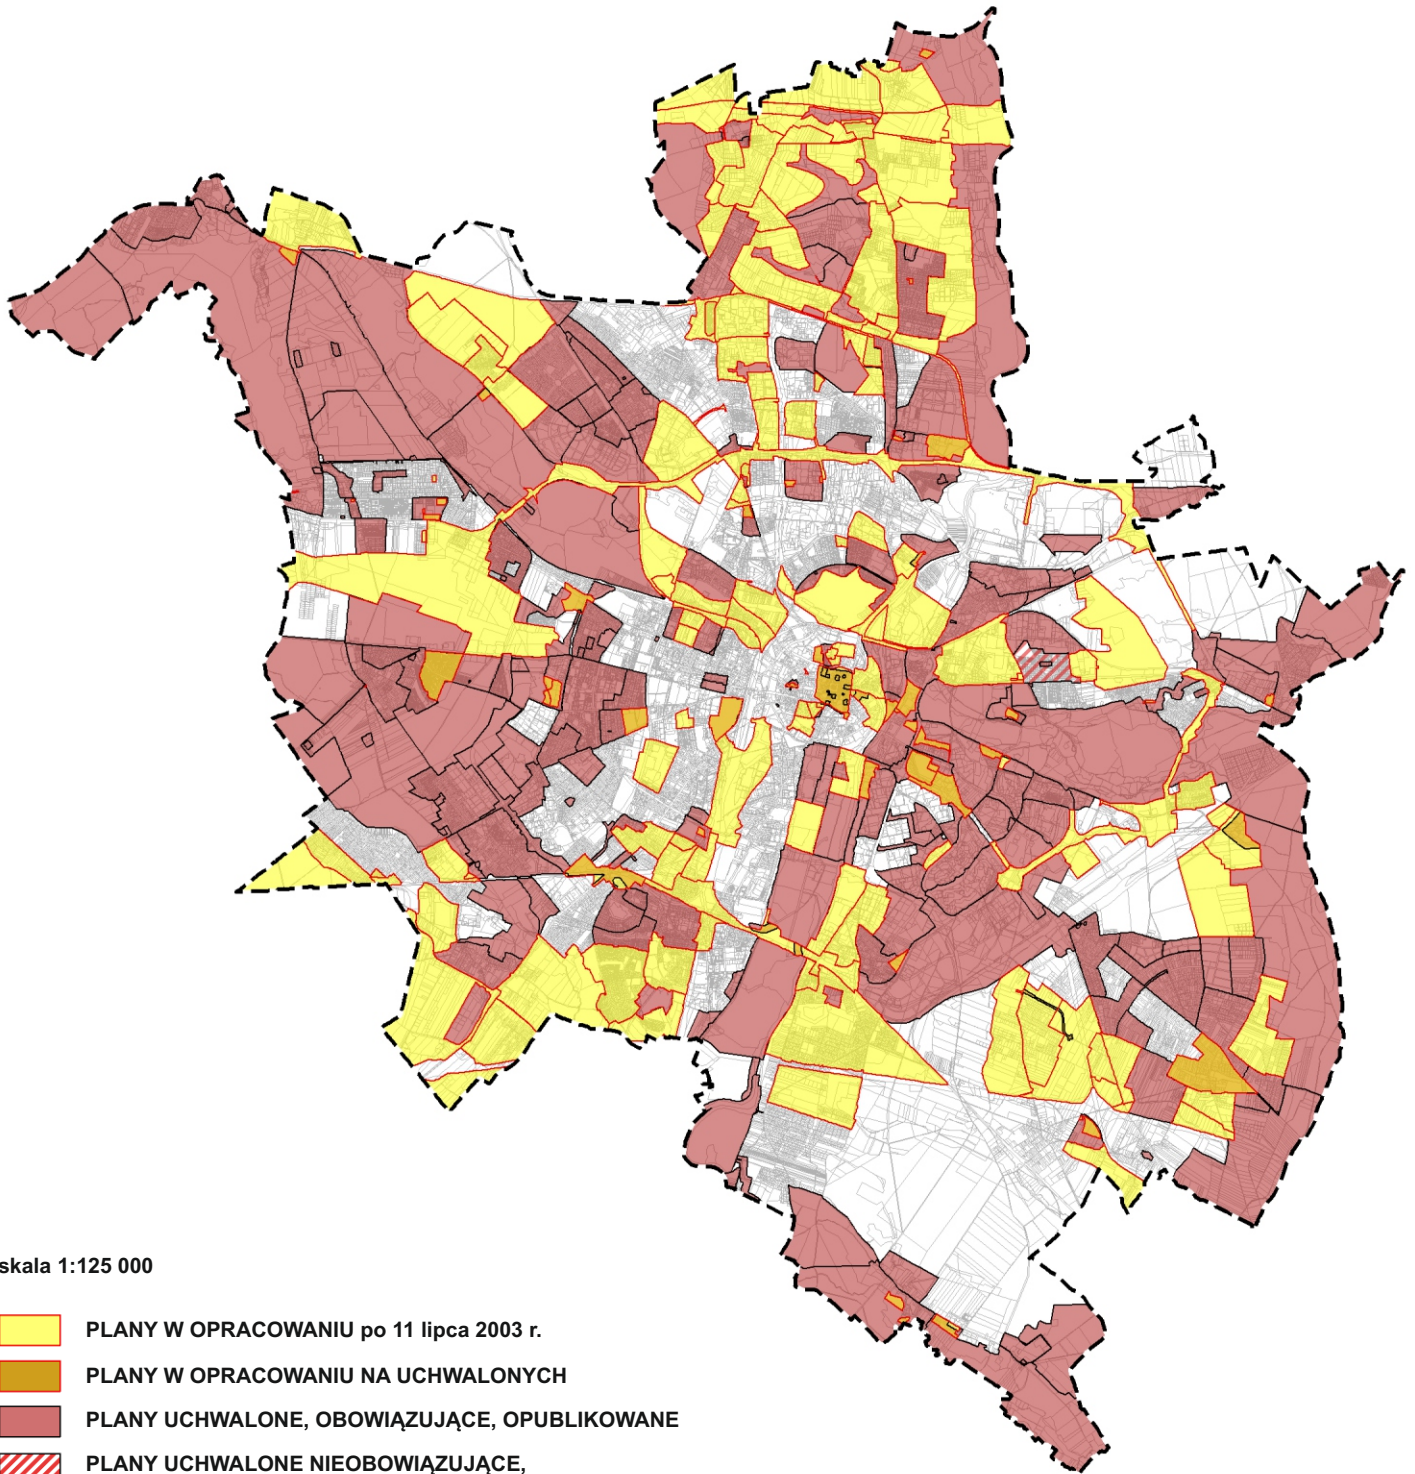 skala 1:125 000
PLANY W OPRACOWANIU po 11 lipca 2003 r.
PLANY W OPRACOWANIU NA UCHWALONYCH
PLANY UCHWALONE, OBOWIĄZUJĄCE, OPUBLIKOWANE
PLANY UCHWALONE NIEOBOWIĄZUJĄCE,